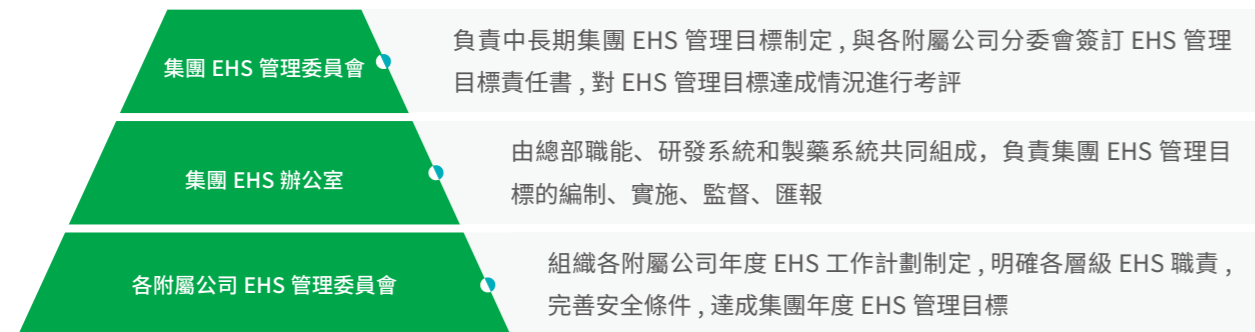 集團 EHS 管理委員會
負責中長期集團 EHS 管理目標制定 , 與各附屬公司分委會簽訂 EHS 管理
目標責任書 , 對 EHS 管理目標達成情況進行考評
集團 EHS 辦公室
由總部職能、研發系統和製藥系統共同組成，負責集團 EHS 管理目
標的編制、實施、監督、匯報
各附屬公司 EHS 管理委員會
組織各附屬公司年度 EHS 工作計劃制定 , 明確各層級 EHS 職責 ,
完善安全條件 , 達成集團年度 EHS 管理目標